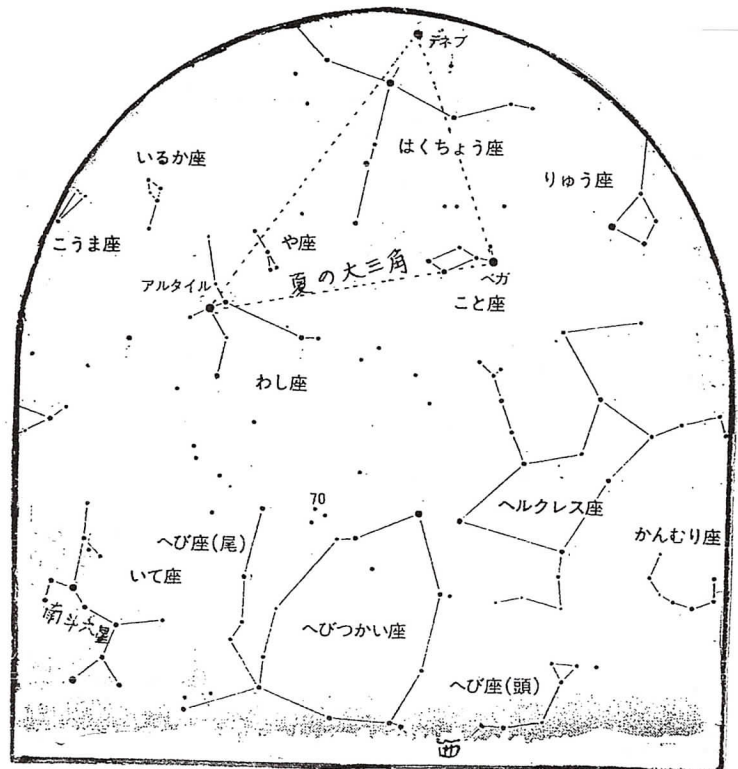 デネブ
はくちょう座
いるか座
りゅう座
こうま座
や座
夏の大三角
アルタイル
ベガ
こと座
わし座
70
ヘルクレス座
かんむり座
へび座(尾)
いて座
南斗六星
へびつかい座
へび座(頭)
西